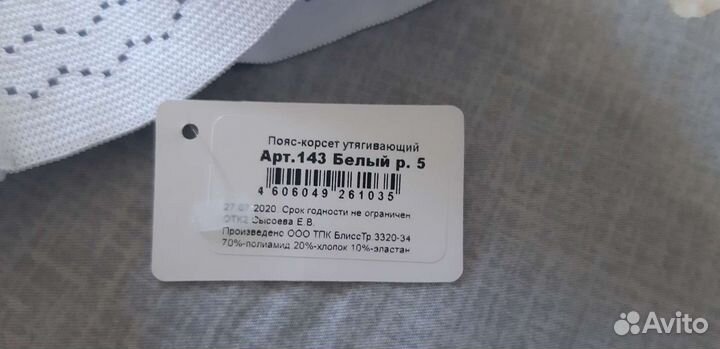 Пояс-корсет утягивающий
Арт.143 Белый р. 5
4 606049 261035
27.07.2020 Срок годности не ограничен
ОТК2 Сысоева Е.В.
Произведено ООО ТПК БлиссТр.3320-34
70%-полиамид 20%-хлопок 10%-эластан
Avito